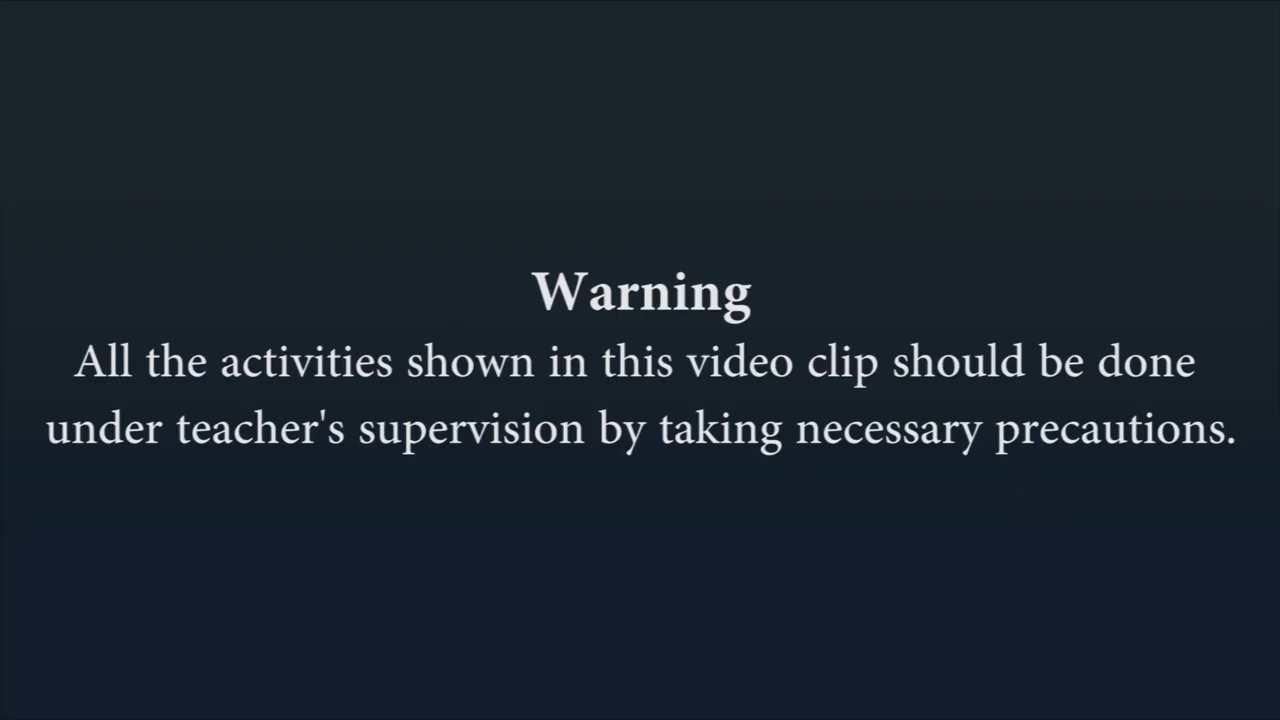 Warning
All the activities shown in this video clip should be done
under teacher's supervision by taking necessary precautions.